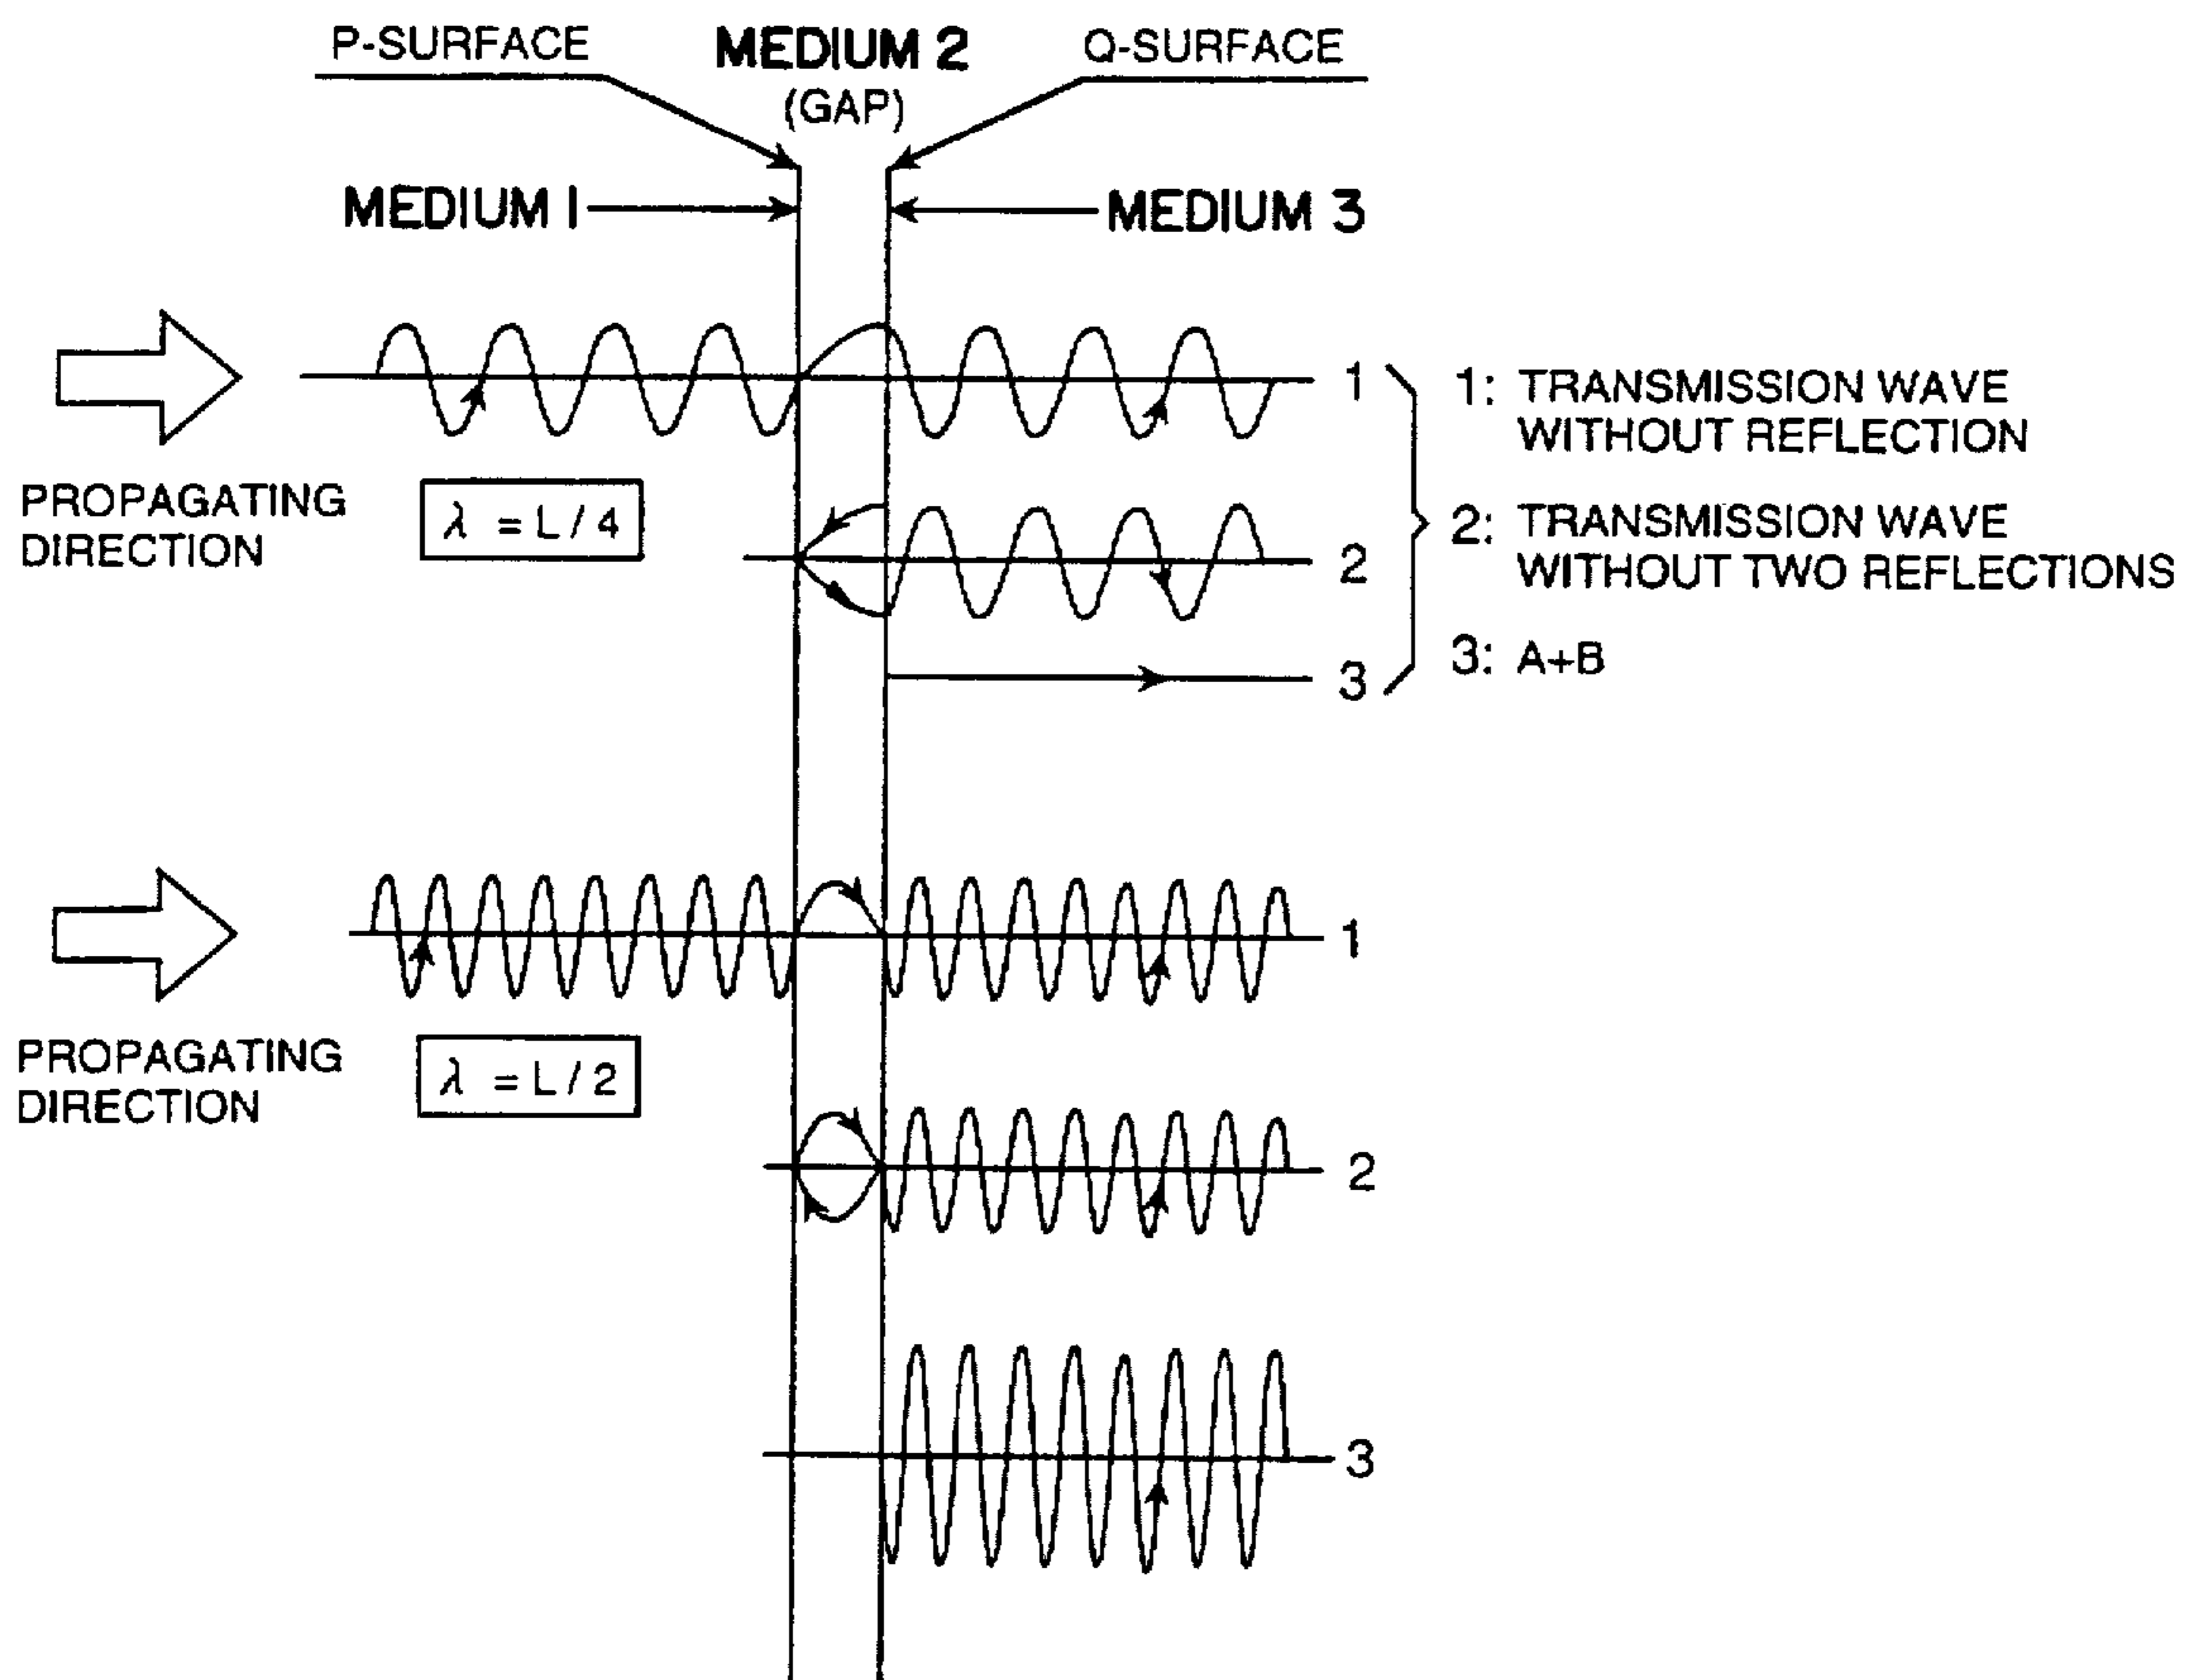 P-SURFACE
MEDIUM 2
(GAP)
Q-SURFACE
MEDIUM 1
MEDIUM 3
PROPAGATING
DIRECTION
λ = L / 4
1
2
3
1: TRANSMISSION WAVE
WITHOUT REFLECTION
2: TRANSMISSION WAVE
WITHOUT TWO REFLECTIONS
3: A+B
PROPAGATING
DIRECTION
λ = L / 2
1
2
3